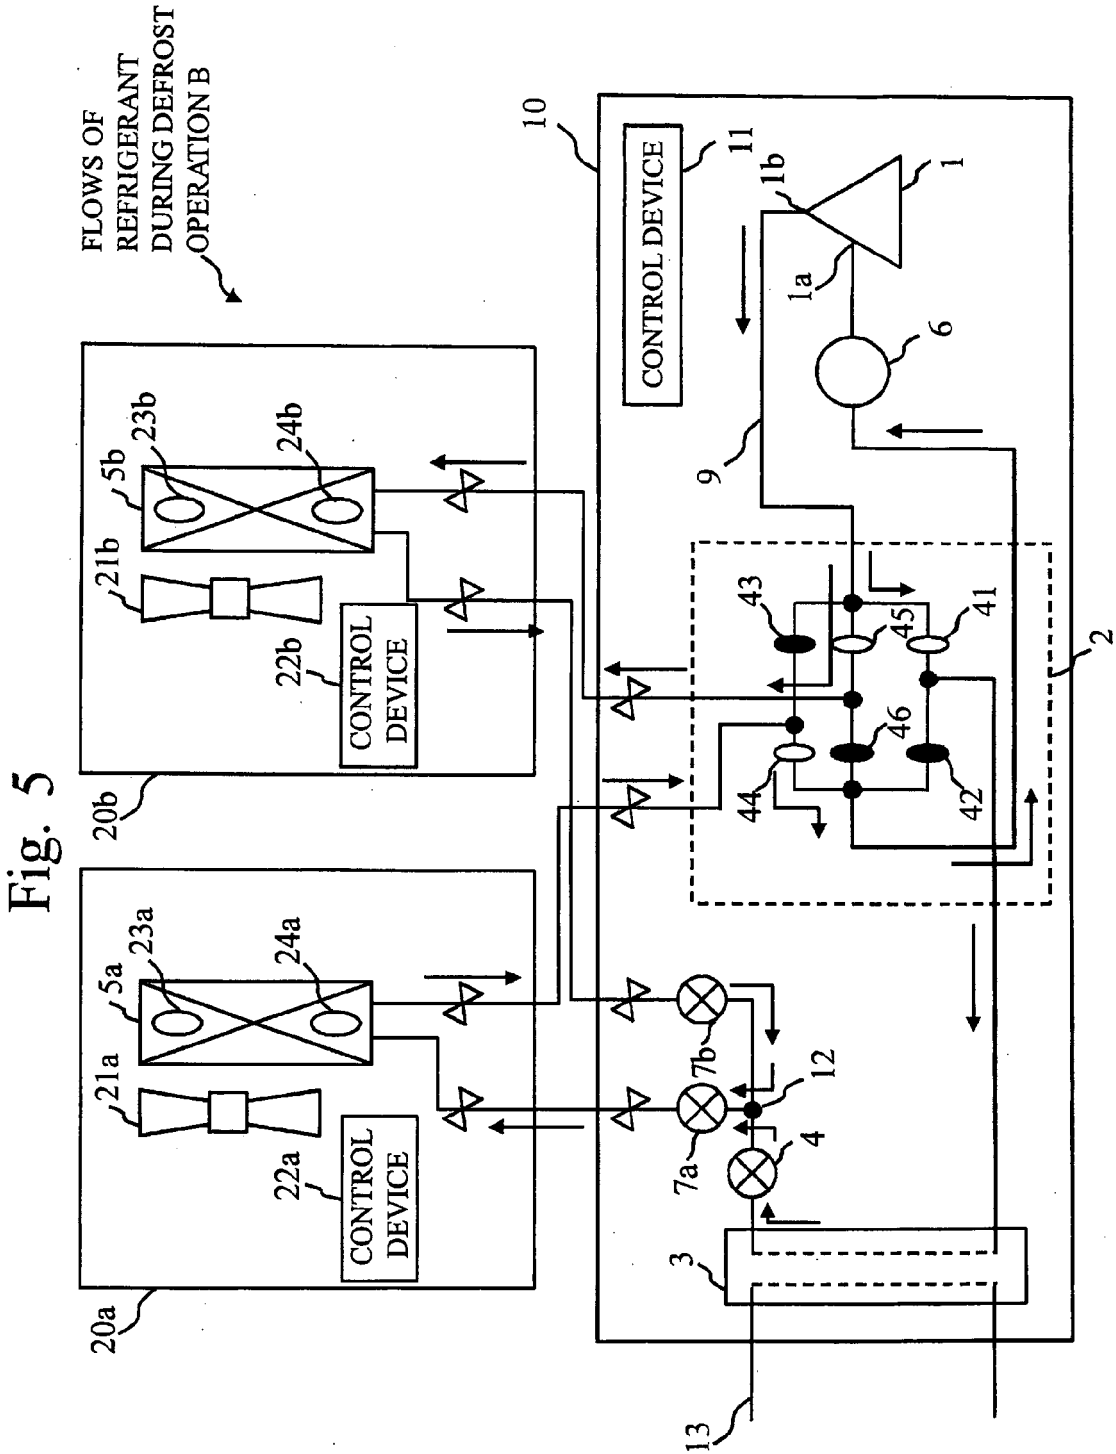 Fig. 5
FLOWS OF
REFRIGERANT
DURING DEFROST
OPERATION B
20a
21a
5a
23a
24a
22a
CONTROL
DEVICE
20b
21b
5b
23b
24b
22b
CONTROL
DEVICE
10
CONTROL DEVICE
11
1b
1a
1
6
9
43
45
41
44
46
42
2
7b
7a
12
4
3
13